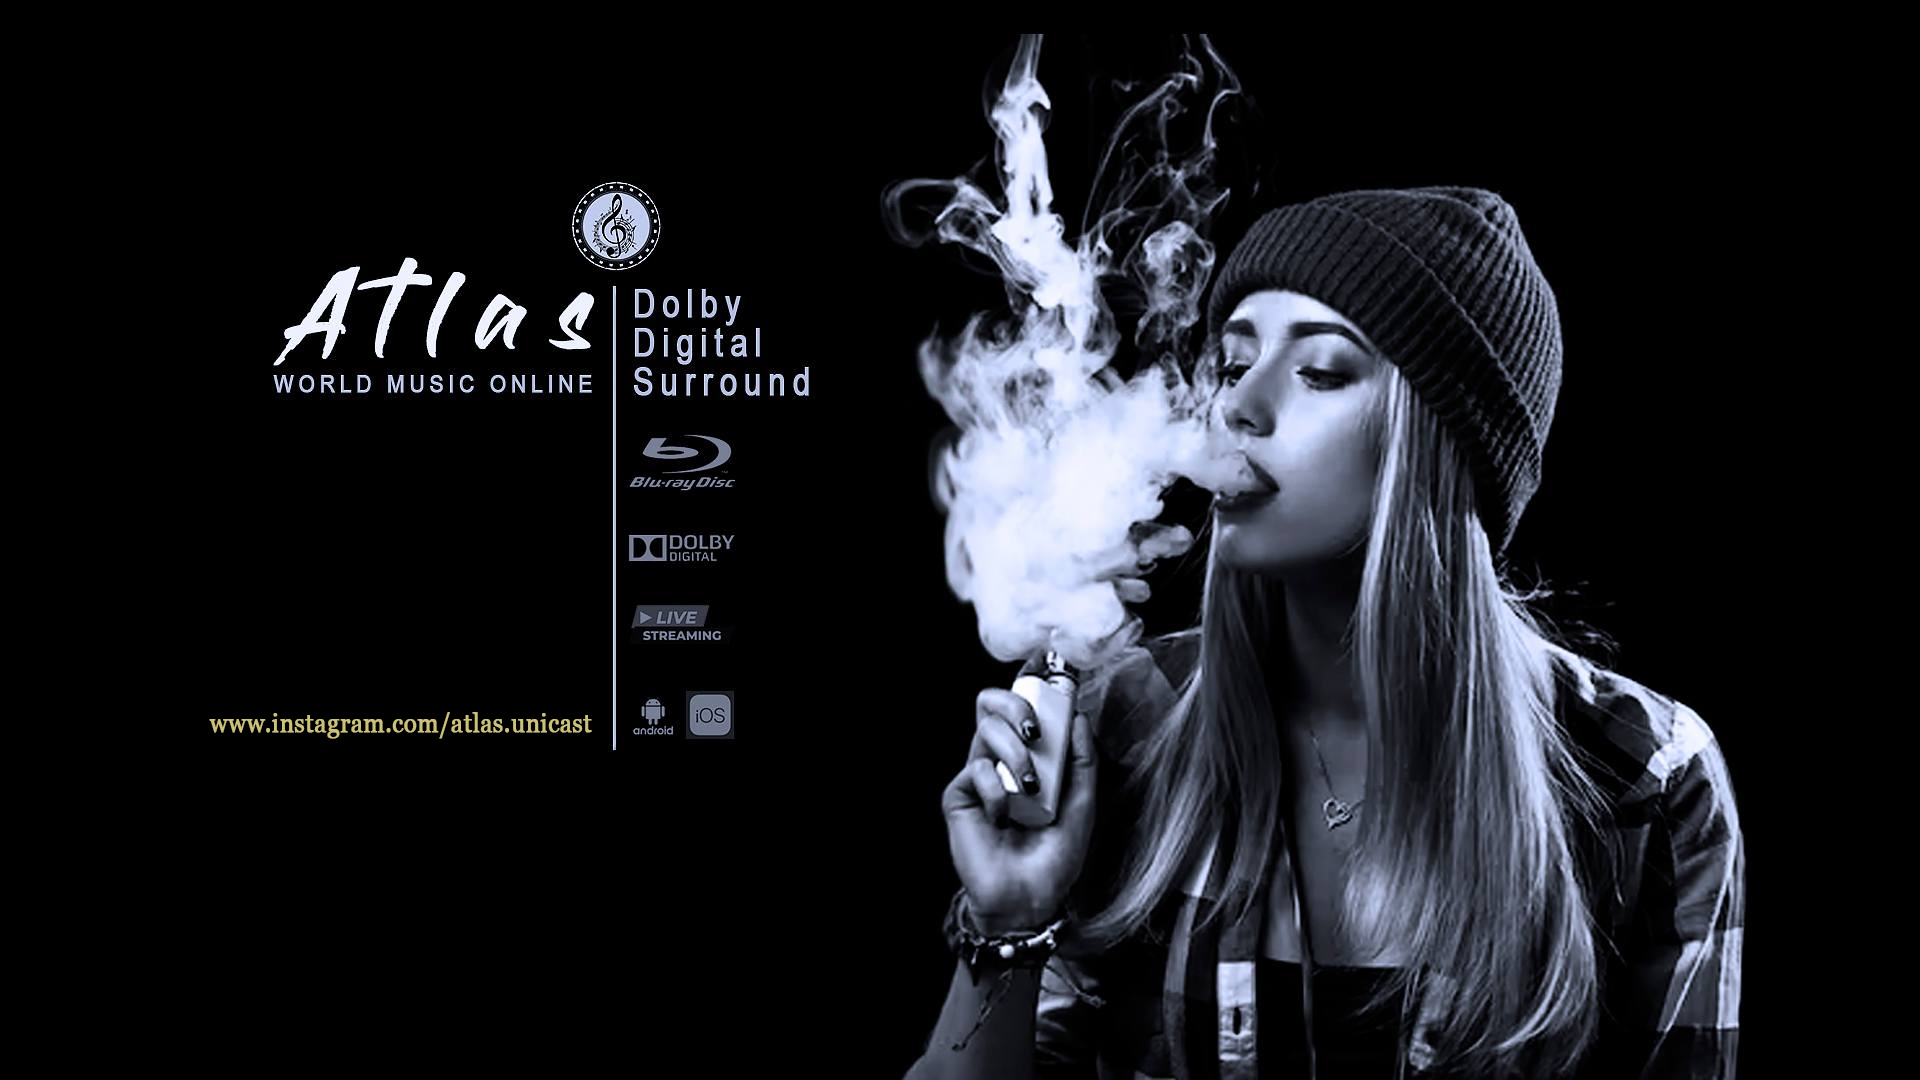 Atlas
WORLD MUSIC ONLINE
Dolby
Digital
Surround
Blu-ray Disc
™
DOLBY
DIGITAL
LIVE
STREAMING
www.instagram.com/atlas.unicast
android
iOS